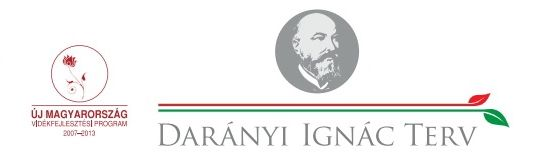 ÚJ MAGYARORSZÁG
VIDÉKFEJLESZTÉSI PROGRAM
2007–2013
DARÁNYI IGNÁC TERV